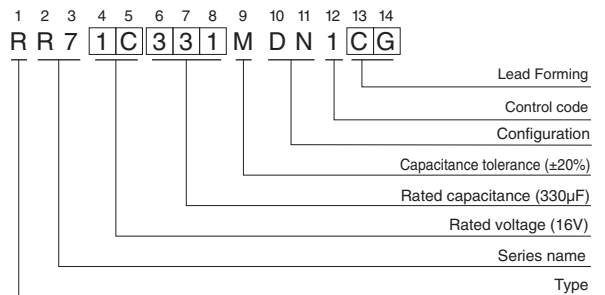 1 2 3 4 5 6 7 8 9 10 11 12 13 14
R R 7 1 C 3 3 1 M D N 1 C G
Lead Forming
Control code
Configuration
Capacitance tolerance (±20%)
Rated capacitance (330µF)
Rated voltage (16V)
Series name
Type